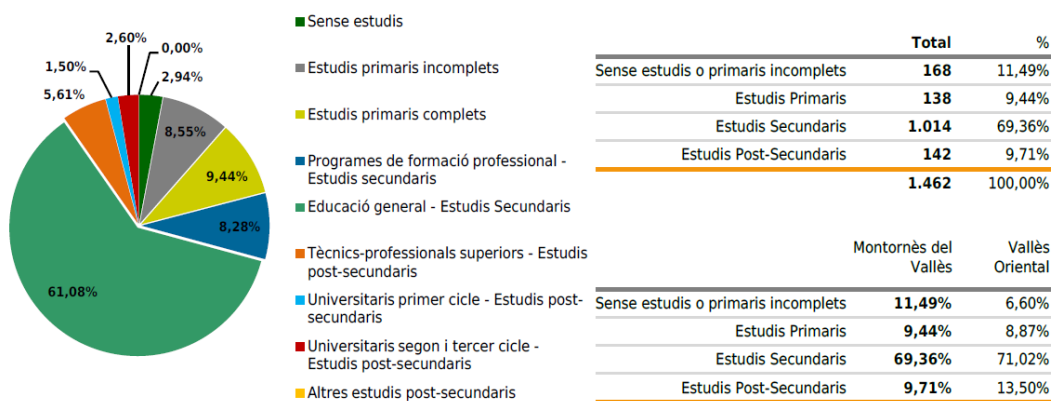 2,60%
0,00%
1,50%
2,94%
5,61%
8,55%
9,44%
8,28%
61,08%
Sense estudis
Estudis primaris incomplets
Estudis primaris complets
Programes de formació professional -
Estudis secundaris
Educació general - Estudis Secundaris
Tècnics-professionals superiors - Estudis
post-secundaris
Universitaris primer cicle - Estudis post-
secundaris
Universitaris segon i tercer cicle -
Estudis post-secundaris
Altres estudis post-secundaris
Total %
Sense estudis o primaris incomplets 168 11,49%
Estudis Primaris 138 9,44%
Estudis Secundaris 1.014 69,36%
Estudis Post-Secundaris 142 9,71%
1.462 100,00%
Montornès del Vallès
Vallès Oriental
Sense estudis o primaris incomplets 11,49% 6,60%
Estudis Primaris 9,44% 8,87%
Estudis Secundaris 69,36% 71,02%
Estudis Post-Secundaris 9,71% 13,50%